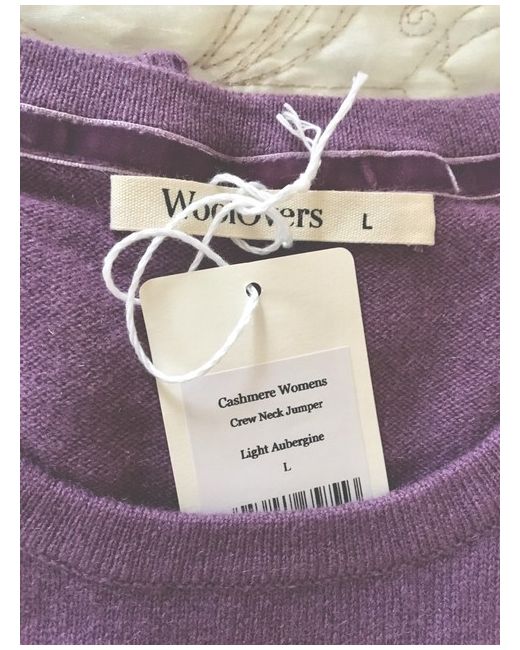 WoolOvers L
Cashmere Womens
Crew Neck Jumper
Light Aubergine
L